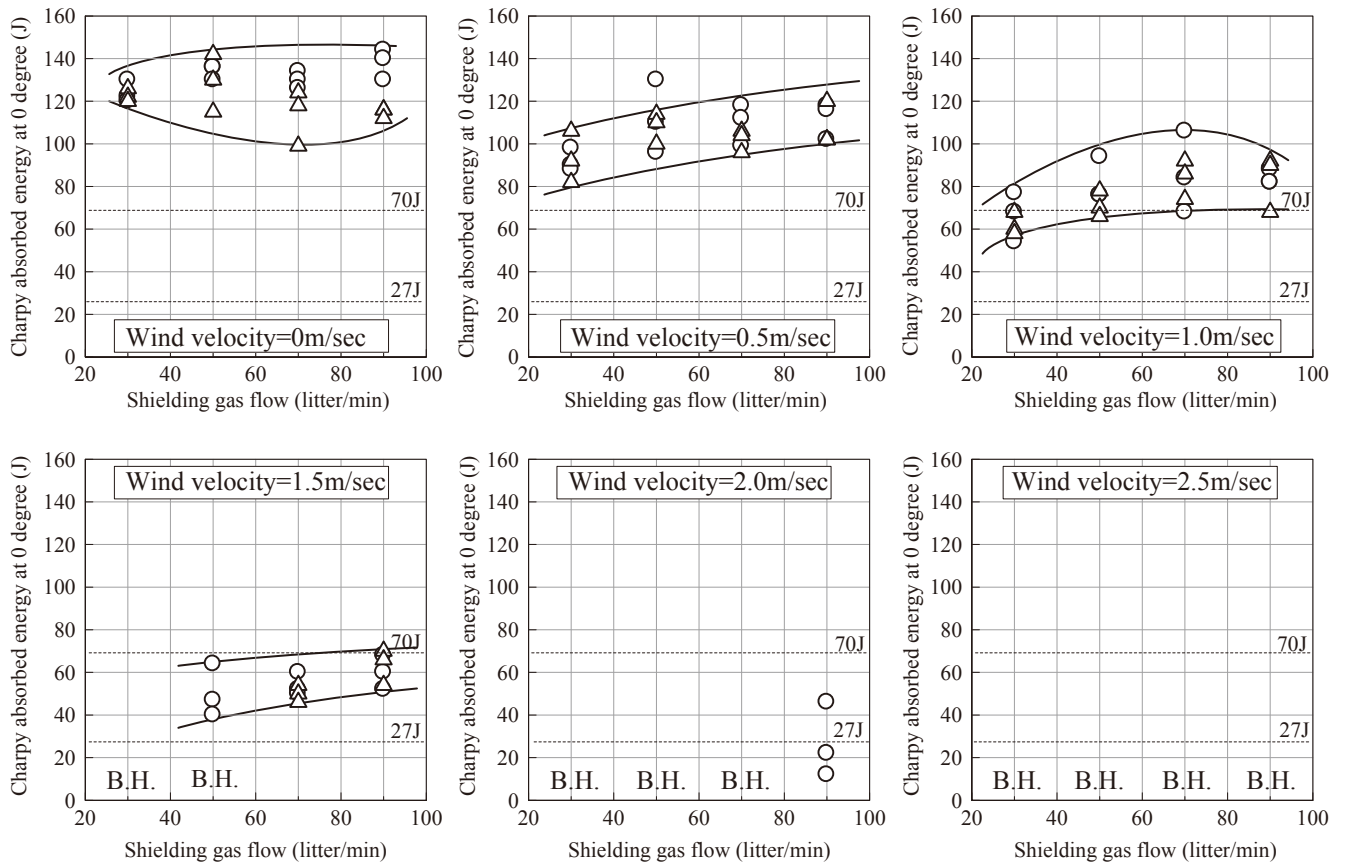 Charpy absorbed energy at 0 degree (J)
160
140
120
100
80
60
40
20
0
70J
27J
Wind velocity=0m/sec
20 40 60 80 100
Shielding gas flow (litter/min)
Charpy absorbed energy at 0 degree (J)
160
140
120
100
80
60
40
20
0
70J
27J
Wind velocity=0.5m/sec
20 40 60 80 100
Shielding gas flow (litter/min)
Charpy absorbed energy at 0 degree (J)
160
140
120
100
80
60
40
20
0
70J
27J
Wind velocity=1.0m/sec
20 40 60 80 100
Shielding gas flow (litter/min)
Charpy absorbed energy at 0 degree (J)
160
140
120
100
80
60
40
20
0
Wind velocity=1.5m/sec
70J
27J
B.H. B.H.
20 40 60 80 100
Shielding gas flow (litter/min)
Charpy absorbed energy at 0 degree (J)
160
140
120
100
80
60
40
20
0
Wind velocity=2.0m/sec
70J
27J
B.H. B.H. B.H.
20 40 60 80 100
Shielding gas flow (litter/min)
Charpy absorbed energy at 0 degree (J)
160
140
120
100
80
60
40
20
0
Wind velocity=2.5m/sec
70J
27J
B.H. B.H. B.H. B.H.
20 40 60 80 100
Shielding gas flow (litter/min)